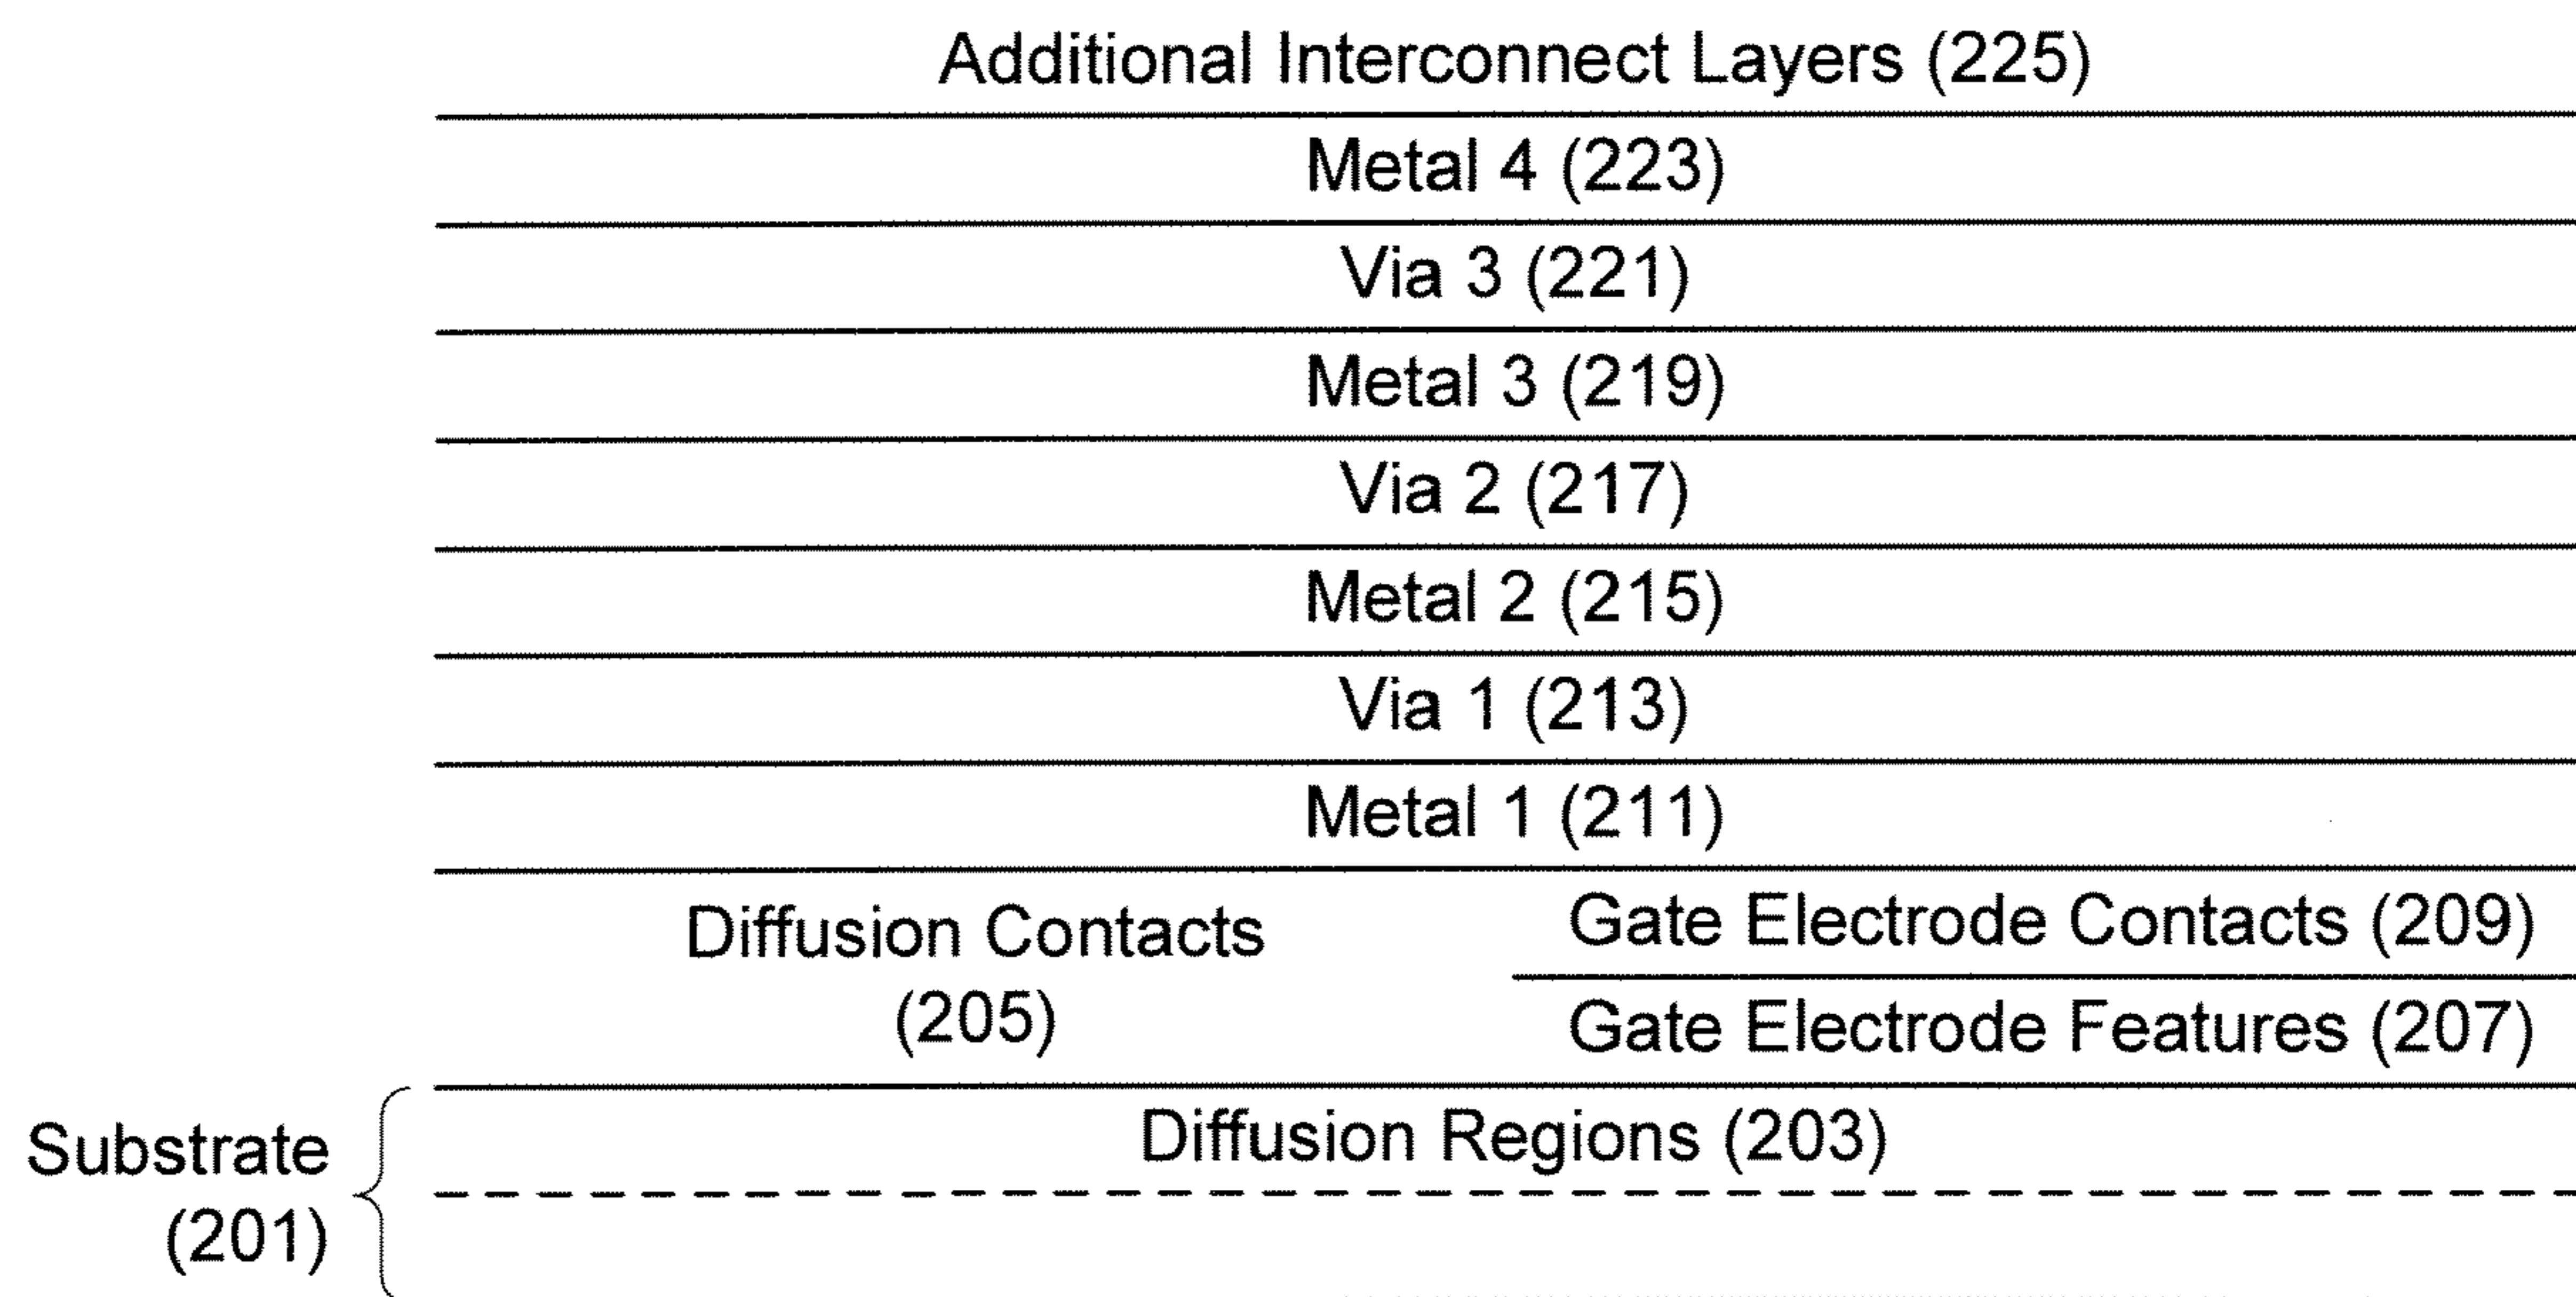 Additional Interconnect Layers (225)
Metal 4 (223)
Via 3 (221)
Metal 3 (219)
Via 2 (217)
Metal 2 (215)
Via 1 (213)
Metal 1 (211)
Diffusion Contacts
(205)
Gate Electrode Contacts (209)
Gate Electrode Features (207)
Substrate
(201)
Diffusion Regions (203)